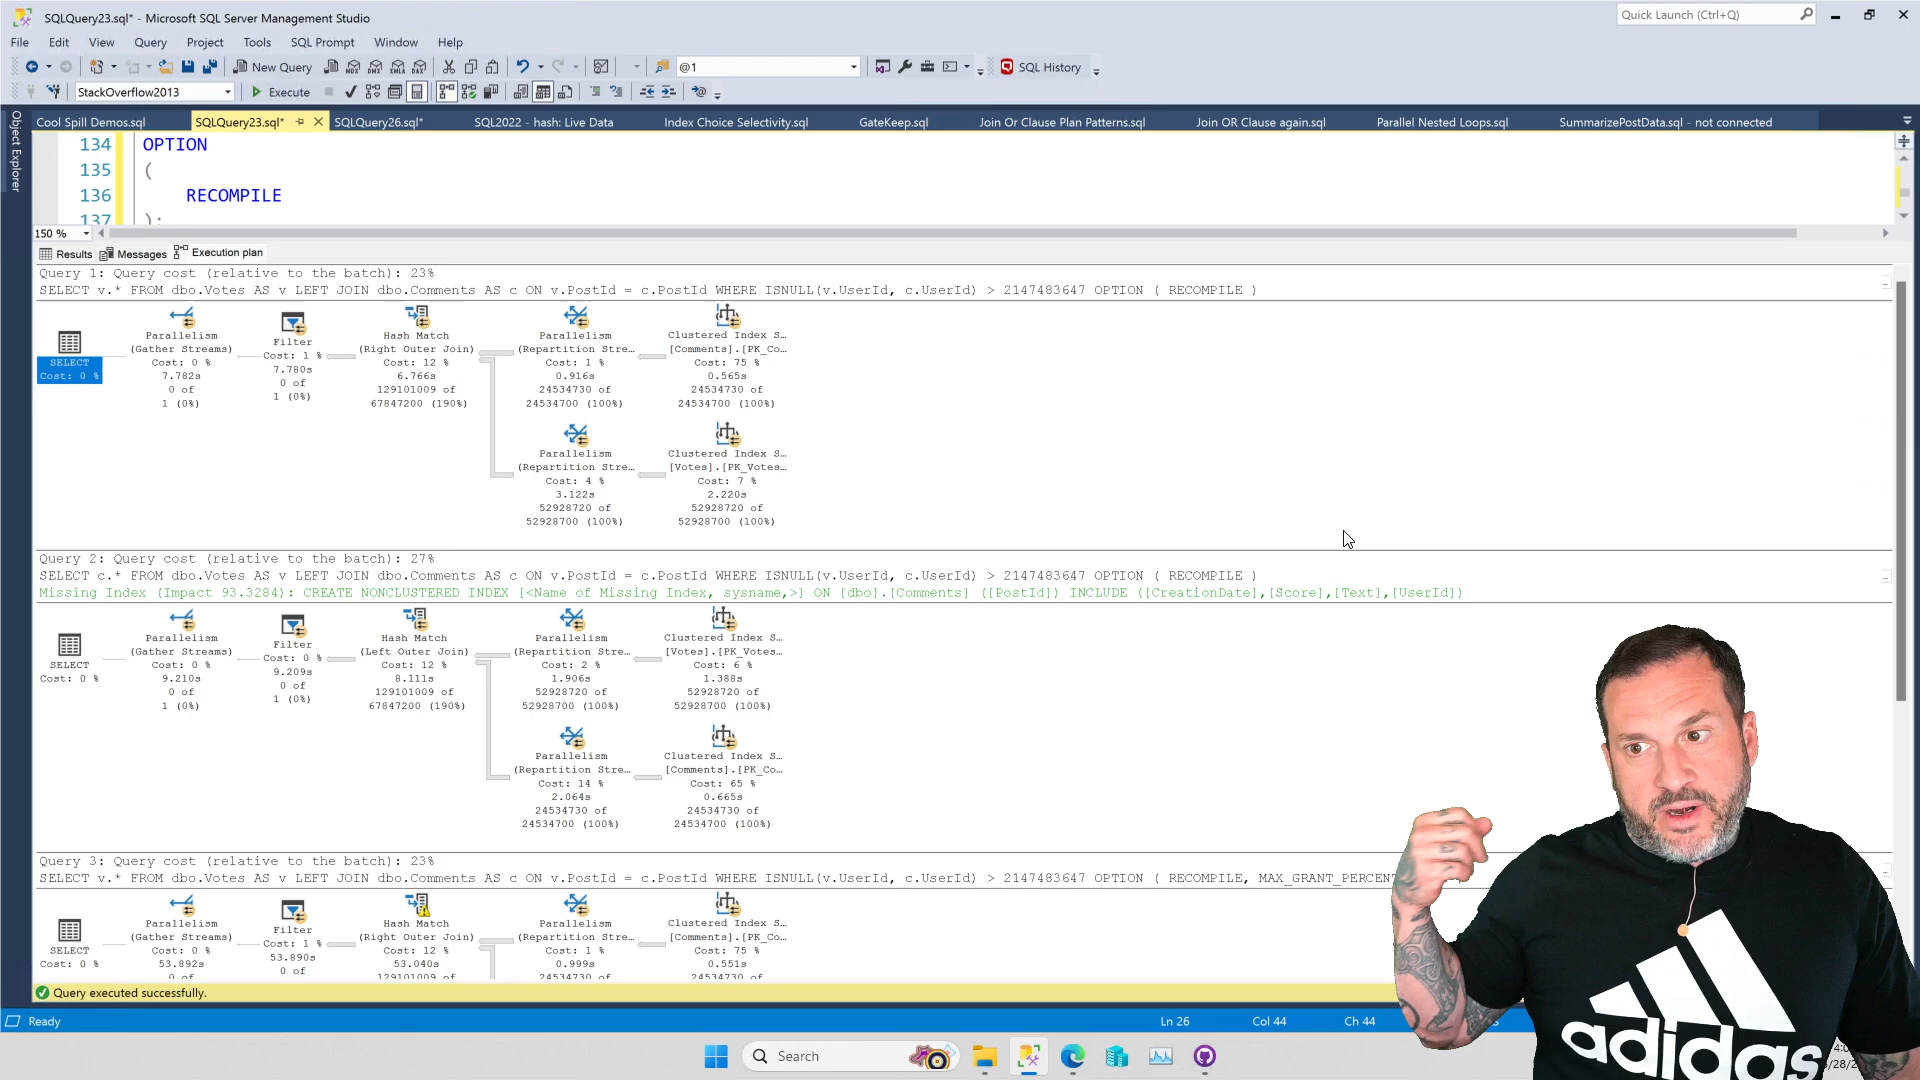 SQLQuery23.sql* - Microsoft SQL Server Management Studio
Quick Launch (Ctrl+Q)
File Edit View Query Project Tools SQL Prompt Window Help
New Query
@1
SQL History
StackOverflow2013
Execute
Object Explorer
Cool Spill Demos.sql
SQLQuery23.sql*
SQLQuery26.sql*
SQL2022 - hash: Live Data
Index Choice Selectivity.sql
GateKeep.sql
Join Or Clause Plan Patterns.sql
Join OR Clause again.sql
Parallel Nested Loops.sql
SummarizePostData.sql - not connected
134 OPTION
135 (
136 RECOMPILE
137 );
150 %
Results Messages Execution plan
Query 1: Query cost (relative to the batch): 23%
SELECT v.* FROM dbo.Votes AS v LEFT JOIN dbo.Comments AS c ON v.PostId = c.PostId WHERE ISNULL(v.UserId, c.UserId) > 2147483647 OPTION ( RECOMPILE )
SELECT
Cost: 0 %
Parallelism
(Gather Streams)
Cost: 0 %
7.782s
0 of
1 (0%)
Filter
Cost: 1 %
7.780s
0 of
1 (0%)
Hash Match
(Right Outer Join)
Cost: 12 %
6.766s
129101009 of
67847200 (190%)
Parallelism
(Repartition Stre…
Cost: 1 %
0.916s
24534730 of
24534700 (100%)
Clustered Index S…
[Comments].[PK_Co…
Cost: 75 %
0.565s
24534730 of
24534700 (100%)
Parallelism
(Repartition Stre…
Cost: 4 %
3.122s
52928720 of
52928700 (100%)
Clustered Index S…
[Votes].[PK_Votes…
Cost: 7 %
2.220s
52928720 of
52928700 (100%)
Query 2: Query cost (relative to the batch): 27%
SELECT c.* FROM dbo.Votes AS v LEFT JOIN dbo.Comments AS c ON v.PostId = c.PostId WHERE ISNULL(v.UserId, c.UserId) > 2147483647 OPTION ( RECOMPILE )
Missing Index (Impact 93.3284): CREATE NONCLUSTERED INDEX [<Name of Missing Index, sysname,>] ON [dbo].[Comments] ([PostId]) INCLUDE ([CreationDate],[Score],[Text],[UserId])
SELECT
Cost: 0 %
Parallelism
(Gather Streams)
Cost: 0 %
9.210s
0 of
1 (0%)
Filter
Cost: 0 %
9.209s
0 of
1 (0%)
Hash Match
(Left Outer Join)
Cost: 12 %
8.111s
129101009 of
67847200 (190%)
Parallelism
(Repartition Stre…
Cost: 2 %
1.906s
52928720 of
52928700 (100%)
Clustered Index S…
[Votes].[PK_Votes…
Cost: 6 %
1.388s
52928720 of
52928700 (100%)
Parallelism
(Repartition Stre…
Cost: 14 %
2.064s
24534730 of
24534700 (100%)
Clustered Index S…
[Comments].[PK_Co…
Cost: 65 %
0.665s
24534730 of
24534700 (100%)
Query 3: Query cost (relative to the batch): 23%
SELECT v.* FROM dbo.Votes AS v LEFT JOIN dbo.Comments AS c ON v.PostId = c.PostId WHERE ISNULL(v.UserId, c.UserId) > 2147483647 OPTION ( RECOMPILE, MAX_GRANT_PERCENT
SELECT
Cost: 0 %
Parallelism
(Gather Streams)
Cost: 0 %
53.892s
0 of
Filter
Cost: 1 %
53.890s
0 of
Hash Match
(Right Outer Join)
Cost: 12 %
53.040s
129101009 of
Parallelism
(Repartition Stre…
Cost: 1 %
0.999s
24534730 of
Clustered Index S…
[Comments].[PK_Co…
Cost: 75 %
0.551s
24534730 of
Query executed successfully.
Ready
Ln 26
Col 44
Ch 44
Search
adidas